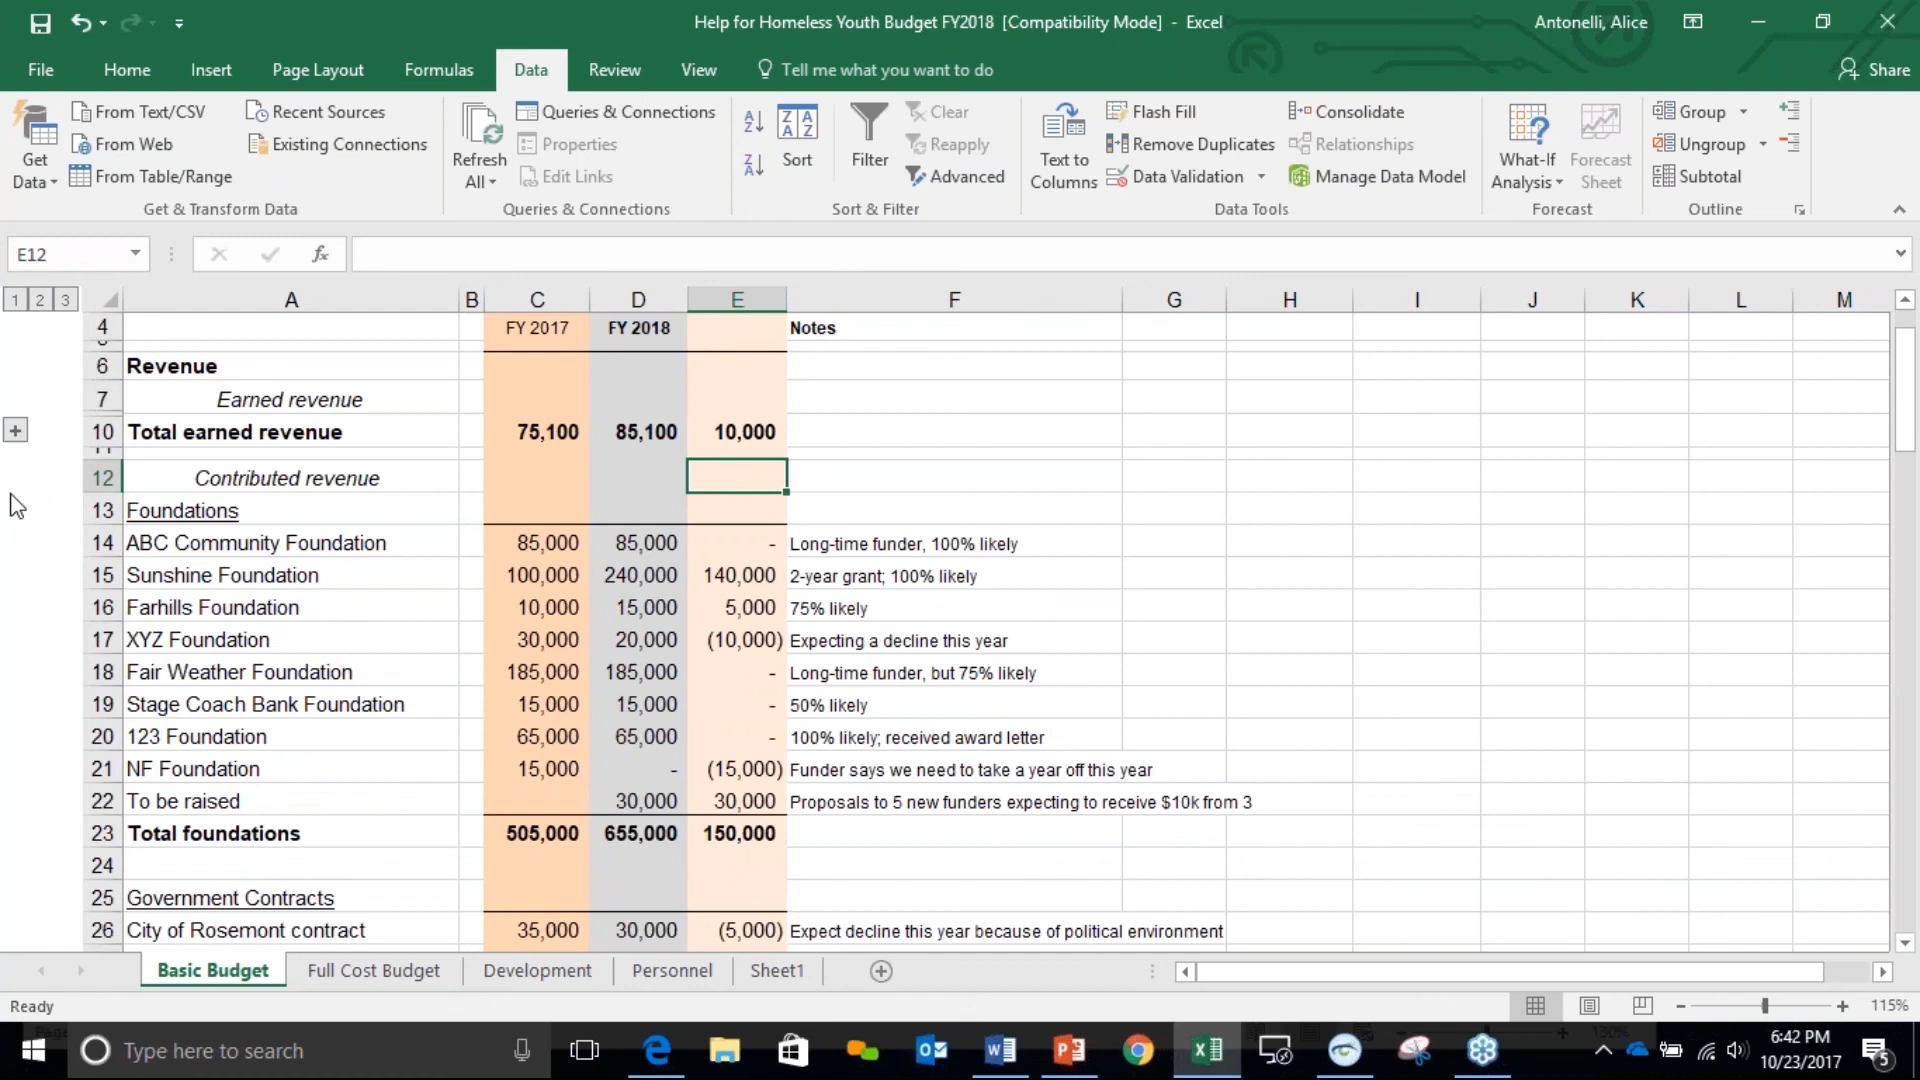 Help for Homeless Youth Budget FY2018 [Compatibility Mode] - Excel
Antonelli, Alice
File Home Insert Page Layout Formulas Data Review View Tell me what you want to do Share
Get Data From Text/CSV From Web From Table/Range Recent Sources Existing Connections
Get & Transform Data
Refresh All Queries & Connections Properties Edit Links
Queries & Connections
Sort Filter Clear Reapply Advanced
Sort & Filter
Text to Columns Flash Fill Remove Duplicates Data Validation Consolidate Relationships Manage Data Model
Data Tools
What-If Analysis Forecast Sheet
Forecast
Group Ungroup Subtotal
Outline
E12 fx
1 2 3 A B C D E F G H I J K L M
4 FY 2017 FY 2018 Notes
6 Revenue
7 Earned revenue
10 Total earned revenue 75,100 85,100 10,000
12 Contributed revenue
13 Foundations
14 ABC Community Foundation 85,000 85,000 - Long-time funder, 100% likely
15 Sunshine Foundation 100,000 240,000 140,000 2-year grant; 100% likely
16 Farhills Foundation 10,000 15,000 5,000 75% likely
17 XYZ Foundation 30,000 20,000 (10,000) Expecting a decline this year
18 Fair Weather Foundation 185,000 185,000 - Long-time funder, but 75% likely
19 Stage Coach Bank Foundation 15,000 15,000 - 50% likely
20 123 Foundation 65,000 65,000 - 100% likely; received award letter
21 NF Foundation 15,000 - (15,000) Funder says we need to take a year off this year
22 To be raised 30,000 30,000 Proposals to 5 new funders expecting to receive $10k from 3
23 Total foundations 505,000 655,000 150,000
24
25 Government Contracts
26 City of Rosemont contract 35,000 30,000 (5,000) Expect decline this year because of political environment
Basic Budget Full Cost Budget Development Personnel Sheet1
Ready 115%
Type here to search
6:42 PM
10/23/2017
5